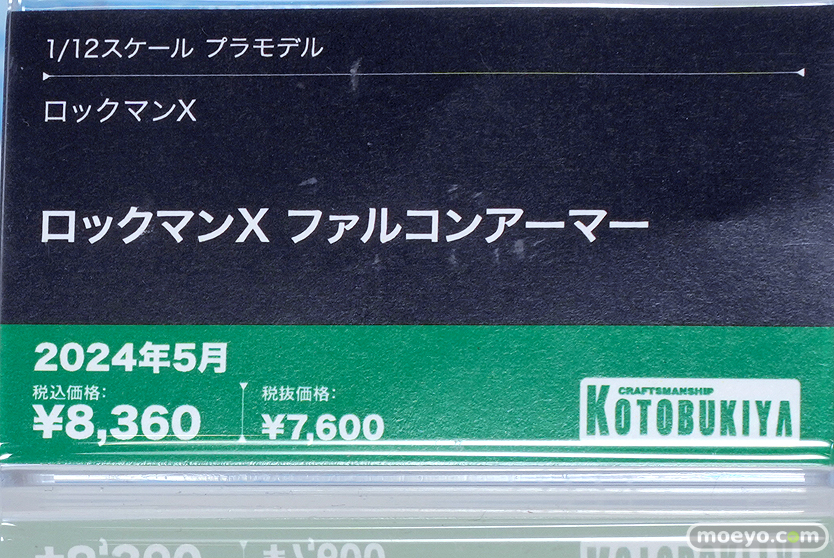 1/12スケール プラモデル
ロックマンX
ロックマンX ファルコンアーマー
2024年5月
税込価格:
¥8,360
税抜価格:
¥7,600
CRAFTSMANSHIP
KOTOBUKIYA
moeyo.com